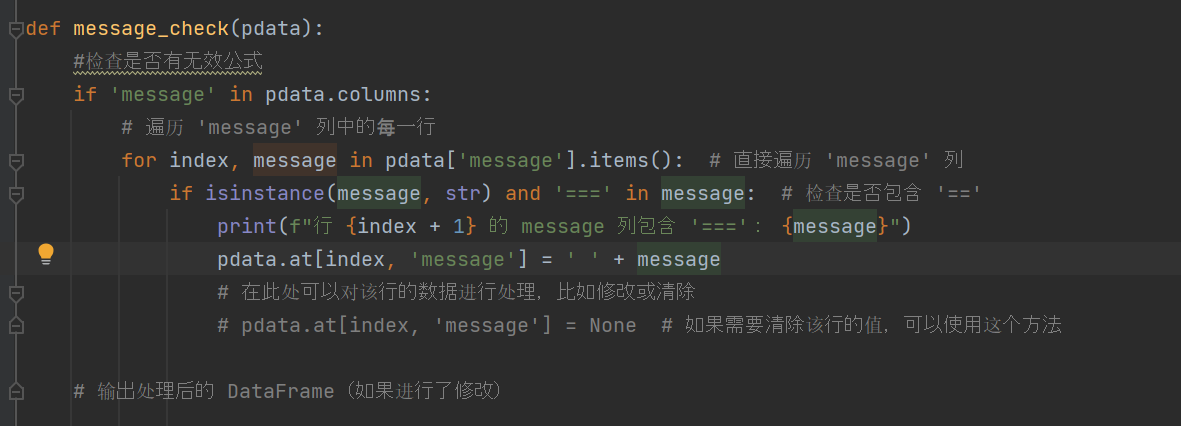 def message_check(pdata):
#检查是否有无效公式
if 'message' in pdata.columns:
# 遍历 'message' 列中的每一行
for index, message in pdata['message'].items():  # 直接遍历 'message' 列
if isinstance(message, str) and '===' in message:  # 检查是否包含 '=='
print(f"行 {index + 1} 的 message 列包含 '===': {message}")
pdata.at[index, 'message'] = ' ' + message
# 在此处可以对该行的数据进行处理，比如修改或清除
# pdata.at[index, 'message'] = None  # 如果需要清除该行的值，可以使用这个方法
# 输出处理后的 DataFrame（如果进行了修改）